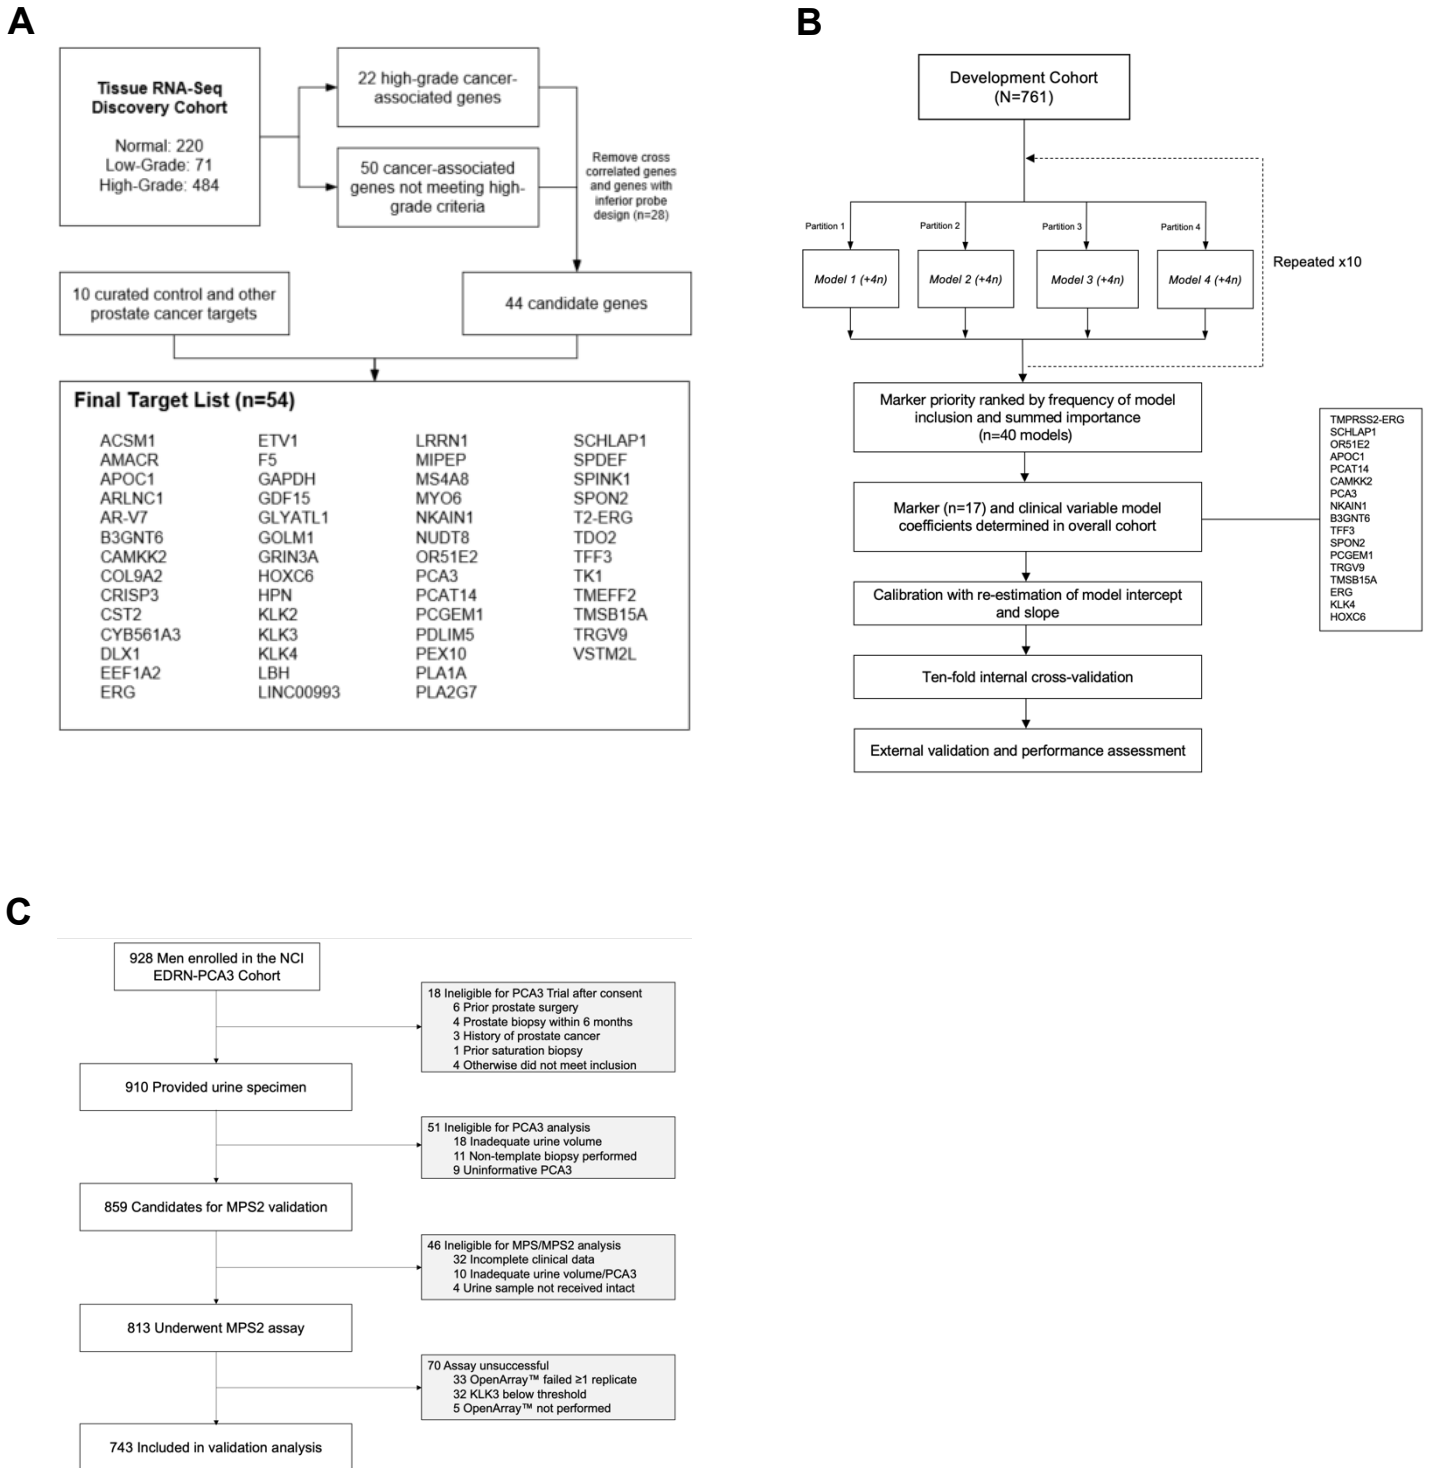 A
Tissue RNA-Seq
Discovery Cohort
Normal: 220
Low-Grade: 71
High-Grade: 484
22 high-grade cancer-
associated genes
50 cancer-associated
genes not meeting high-
grade criteria
Remove cross
correlated genes
and genes with
inferior probe
design (n=28)
10 curated control and other
prostate cancer targets
44 candidate genes
Final Target List (n=54)
ACSM1
AMACR
APOC1
ARLNC1
AR-V7
B3GNT6
CAMKK2
COL9A2
CRISP3
CST2
CYB561A3
DLX1
EEF1A2
ERG
ETV1
F5
GAPDH
GDF15
GLYATL1
GOLM1
GRIN3A
HOXC6
HPN
KLK2
KLK3
KLK4
LBH
LINC00993
LRRN1
MIPEP
MS4A8
MYO6
NKAIN1
NUDT8
OR51E2
PCA3
PCAT14
PCGEM1
PDLIM5
PEX10
PLA1A
PLA2G7
SCHLAP1
SPDEF
SPINK1
SPON2
T2-ERG
TDO2
TFF3
TK1
TMEFF2
TMSB15A
TRGV9
VSTM2L
B
Development Cohort
(N=761)
Partition 1
Partition 2
Partition 3
Partition 4
Model 1 (+4n)
Model 2 (+4n)
Model 3 (+4n)
Model 4 (+4n)
Repeated x10
Marker priority ranked by frequency of model
inclusion and summed importance
(n=40 models)
Marker (n=17) and clinical variable model
coefficients determined in overall cohort
TMPRSS2-ERG
SCHLAP1
OR51E2
APOC1
PCAT14
CAMKK2
PCA3
NKAIN1
B3GNT6
TFF3
SPON2
PCGEM1
TRGV9
TMSB15A
ERG
KLK4
HOXC6
Calibration with re-estimation of model intercept
and slope
Ten-fold internal cross-validation
External validation and performance assessment
C
928 Men enrolled in the NCI
EDRN-PCA3 Cohort
18 Ineligible for PCA3 Trial after consent
6 Prior prostate surgery
4 Prostate biopsy within 6 months
3 History of prostate cancer
1 Prior saturation biopsy
4 Otherwise did not meet inclusion
910 Provided urine specimen
51 Ineligible for PCA3 analysis
18 Inadequate urine volume
11 Non-template biopsy performed
9 Uninformative PCA3
859 Candidates for MPS2 validation
46 Ineligible for MPS/MPS2 analysis
32 Incomplete clinical data
10 Inadequate urine volume/PCA3
4 Urine sample not received intact
813 Underwent MPS2 assay
70 Assay unsuccessful
33 OpenArray™ failed ≥1 replicate
32 KLK3 below threshold
5 OpenArray™ not performed
743 Included in validation analysis